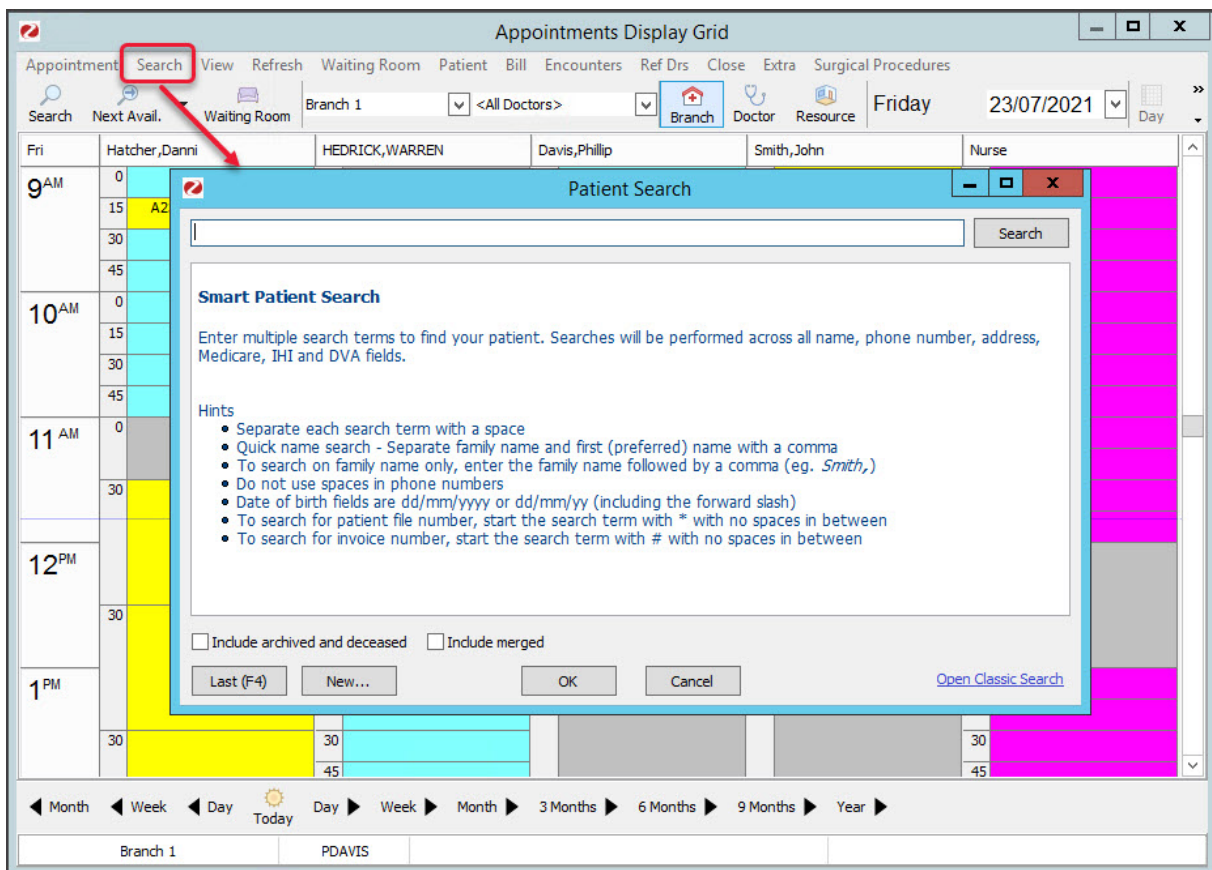 Appointments Display Grid
Appointment Search View Refresh Waiting Room Patient Bill Encounters Ref Drs Close Extra Surgical Procedures
Search Next Avail. Waiting Room Branch 1 <All Doctors> Branch Doctor Resource Friday 23/07/2021 Day »
Fri Hatcher,Danni HEDRICK,WARREN Davis,Phillip Smith,John Nurse
9 AM 0
15 A2
30
45
10 AM 0
15
30
45
11 AM 0
30
12 PM
30
1 PM
30 30 30
45 45
Patient Search
Search
Smart Patient Search
Enter multiple search terms to find your patient. Searches will be performed across all name, phone number, address,
Medicare, IHI and DVA fields.
Hints
• Separate each search term with a space
• Quick name search - Separate family name and first (preferred) name with a comma
• To search on family name only, enter the family name followed by a comma (eg. Smith,)
• Do not use spaces in phone numbers
• Date of birth fields are dd/mm/yyyy or dd/mm/yy (including the forward slash)
• To search for patient file number, start the search term with * with no spaces in between
• To search for invoice number, start the search term with # with no spaces in between
Include archived and deceased Include merged
Last (F4) New... OK Cancel Open Classic Search
Month Week Day Today Day Week Month 3 Months 6 Months 9 Months Year
Branch 1 PDAVIS